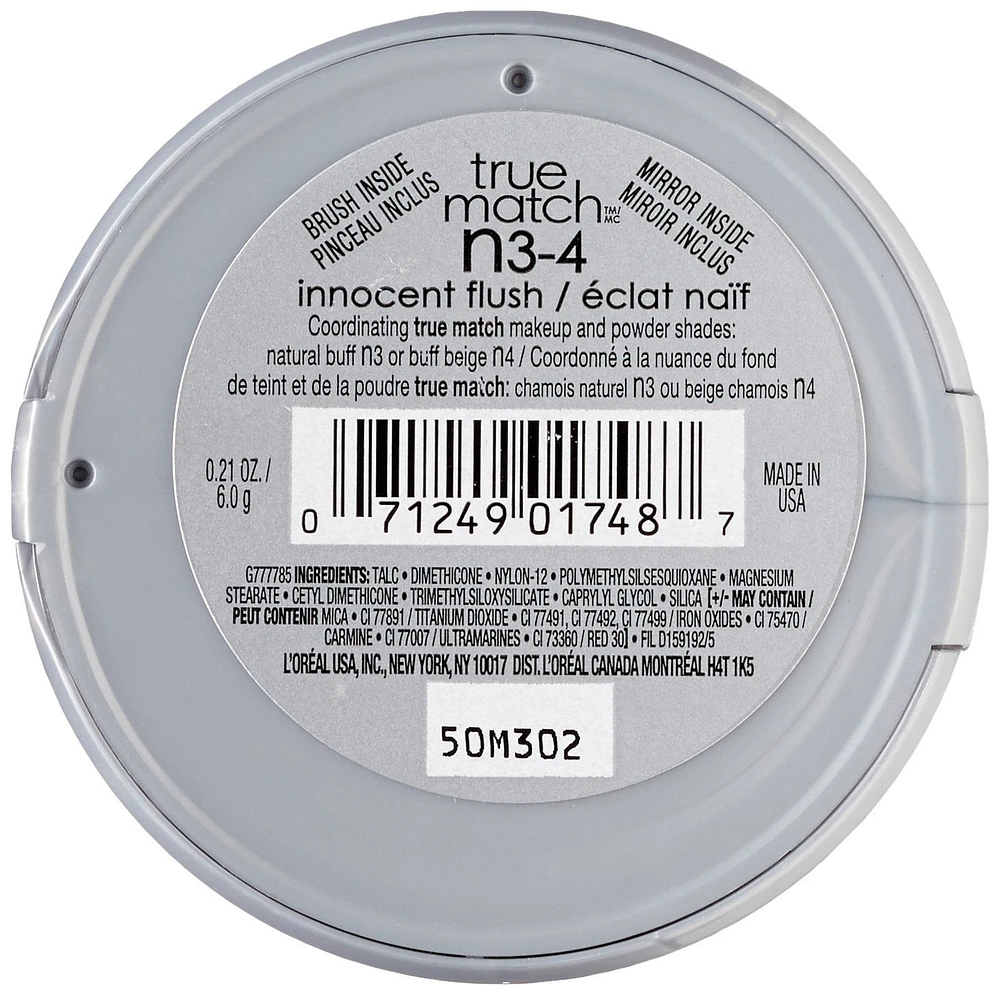 BRUSH INSIDE
PINCEAU INCLUS
true
match TM/MC
MIRROR INSIDE
MIROIR INCLUS
n3-4
innocent flush / éclat naïf
Coordinating true match makeup and powder shades:
natural buff n3 or buff beige n4 / Coordonné à la nuance du fond
de teint et de la poudre true match: chamois naturel n3 ou beige chamois n4
0.21 OZ. /
6.0 g
0 71249 01748 7
MADE IN
USA
G777785 INGREDIENTS: TALC • DIMETHICONE • NYLON-12 • POLYMETHYLSILSESQUIOXANE • MAGNESIUM
STEARATE • CETYL DIMETHICONE • TRIMETHYLSILOXYSILICATE • CAPRYLYL GLYCOL • SILICA [+/- MAY CONTAIN /
PEUT CONTENIR MICA • CI 77891 / TITANIUM DIOXIDE • CI 77491, CI 77492, CI 77499 / IRON OXIDES • CI 75470 /
CARMINE • CI 77007 / ULTRAMARINES • CI 73360 / RED 30] • FIL D159192/5
L'ORÉAL USA, INC., NEW YORK, NY 10017 DIST. L'ORÉAL CANADA MONTRÉAL H4T 1K5
50M302